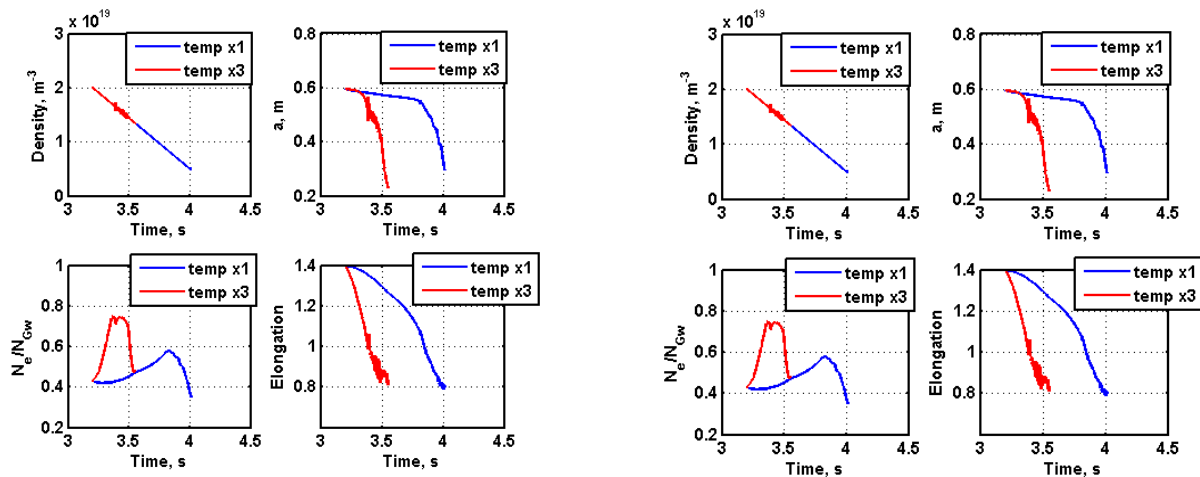 x 10^19
3
2
1
0
Density, m^-3
temp x1
temp x3
3 3.5 4 4.5
Time, s
0.8
0.6
0.4
0.2
a, m
temp x1
temp x3
3 3.5 4 4.5
Time, s
1
0.8
0.6
0.4
0.2
N_e/N_Gw
temp x1
temp x3
3 3.5 4 4.5
Time, s
1.4
1.2
1
0.8
Elongation
temp x1
temp x3
3 3.5 4 4.5
Time, s
x 10^19
3
2
1
0
Density, m^-3
temp x1
temp x3
3 3.5 4 4.5
Time, s
0.8
0.6
0.4
0.2
a, m
temp x1
temp x3
3 3.5 4 4.5
Time, s
1
0.8
0.6
0.4
0.2
N_e/N_Gw
temp x1
temp x3
3 3.5 4 4.5
Time, s
1.4
1.2
1
0.8
Elongation
temp x1
temp x3
3 3.5 4 4.5
Time, s